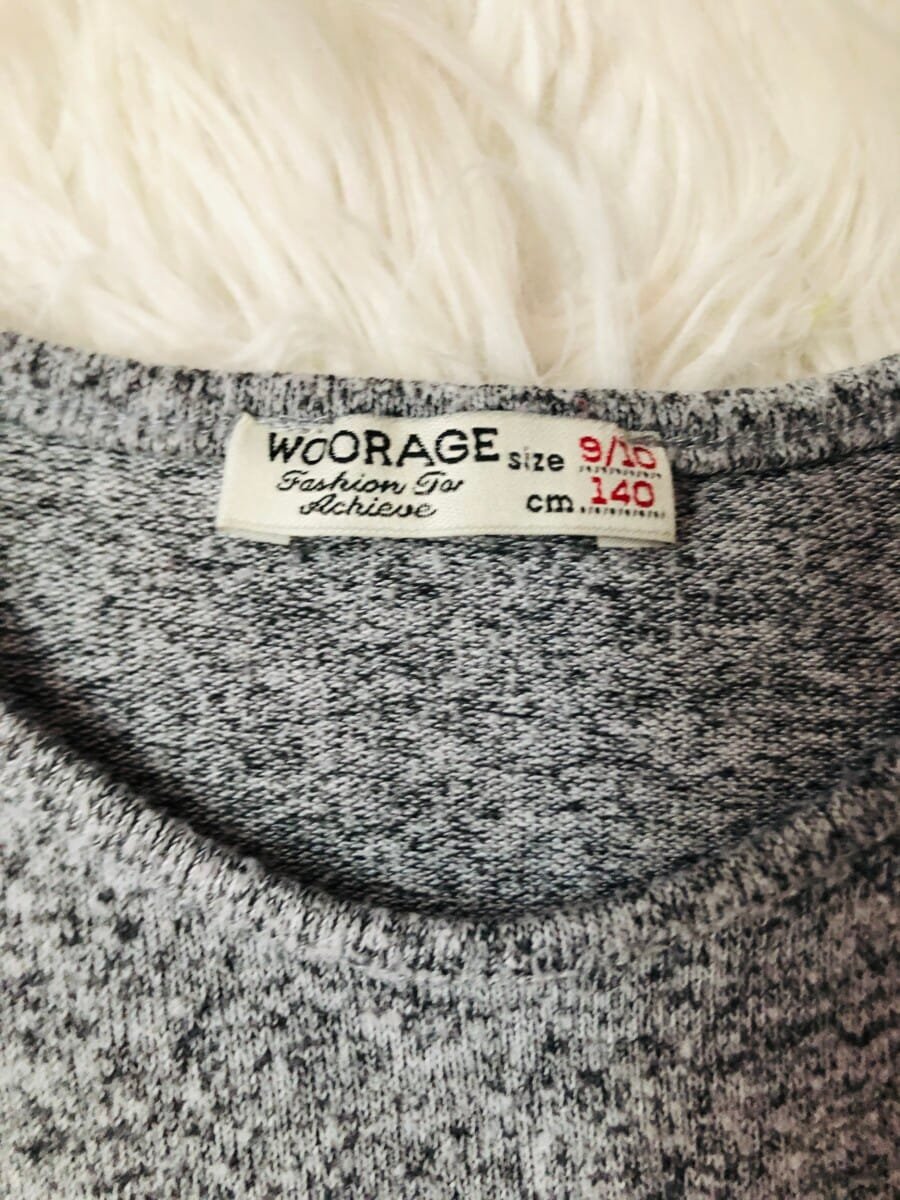 WOORAGE size 9/10
Fashion For
Achieve cm 140